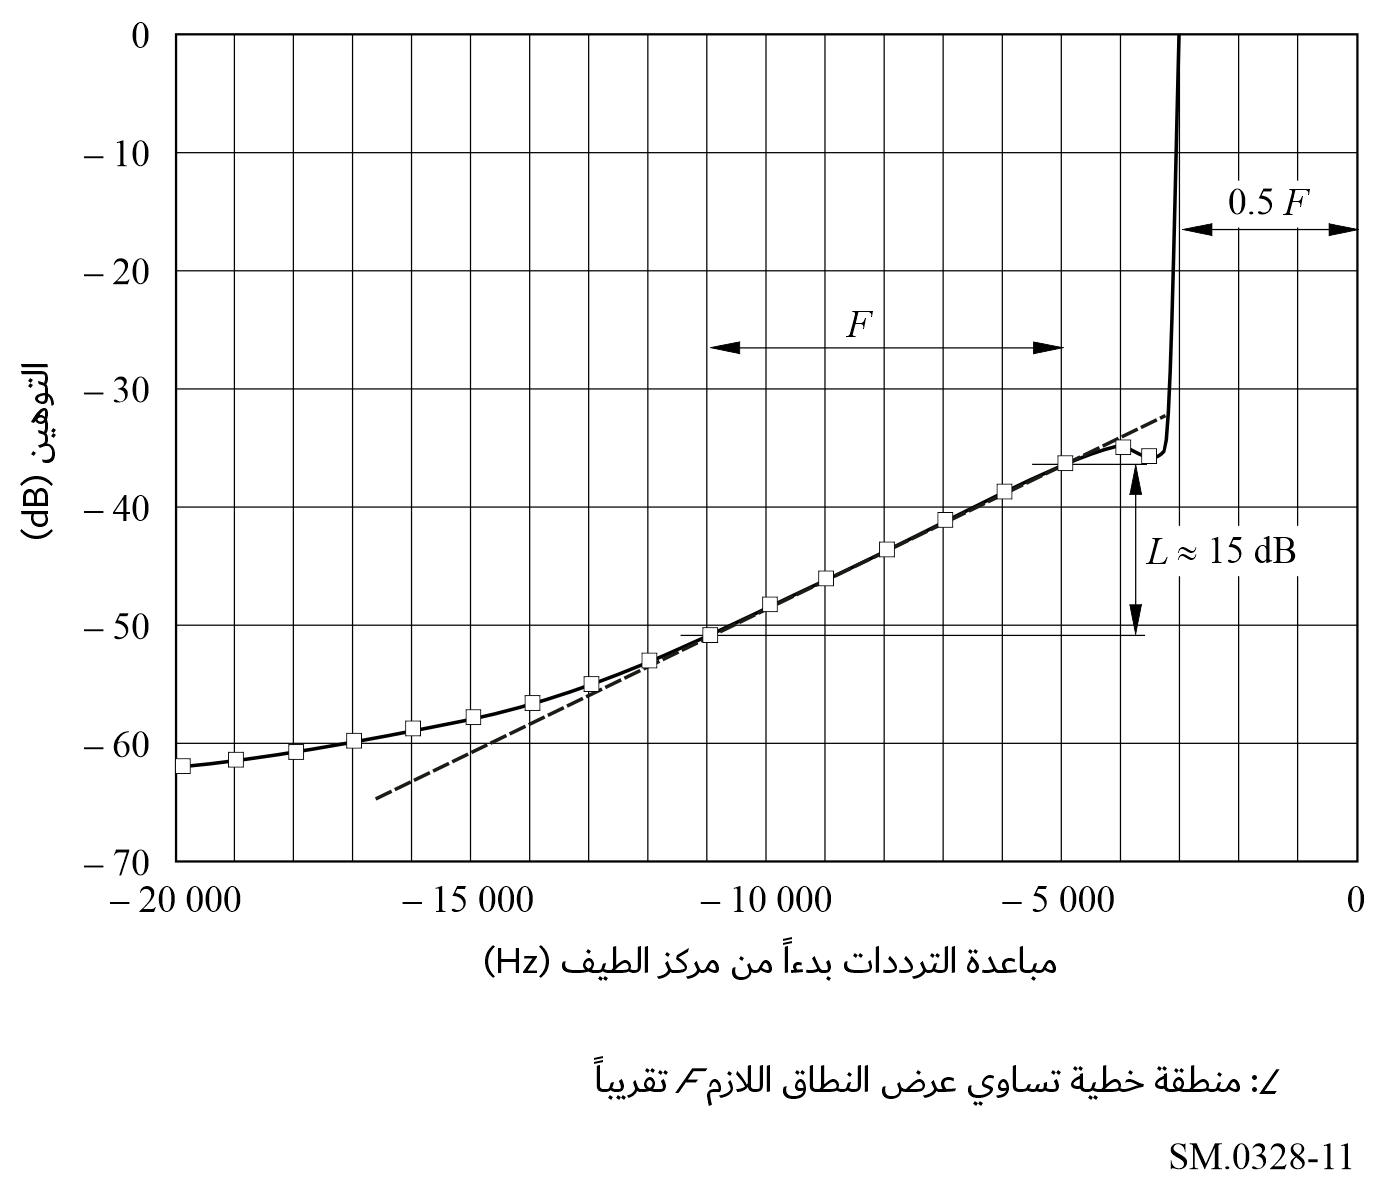 0
– 10
– 20
– 30
– 40
– 50
– 60
– 70
التوهين (dB)
0.5 F
F
L ≈ 15 dB
– 20 000
– 15 000
– 10 000
– 5 000
0
مباعدة الترددات بدءاً من مركز الطيف (Hz)
L: منطقة خطية تساوي عرض النطاق اللازم F تقريباً
SM.0328-11